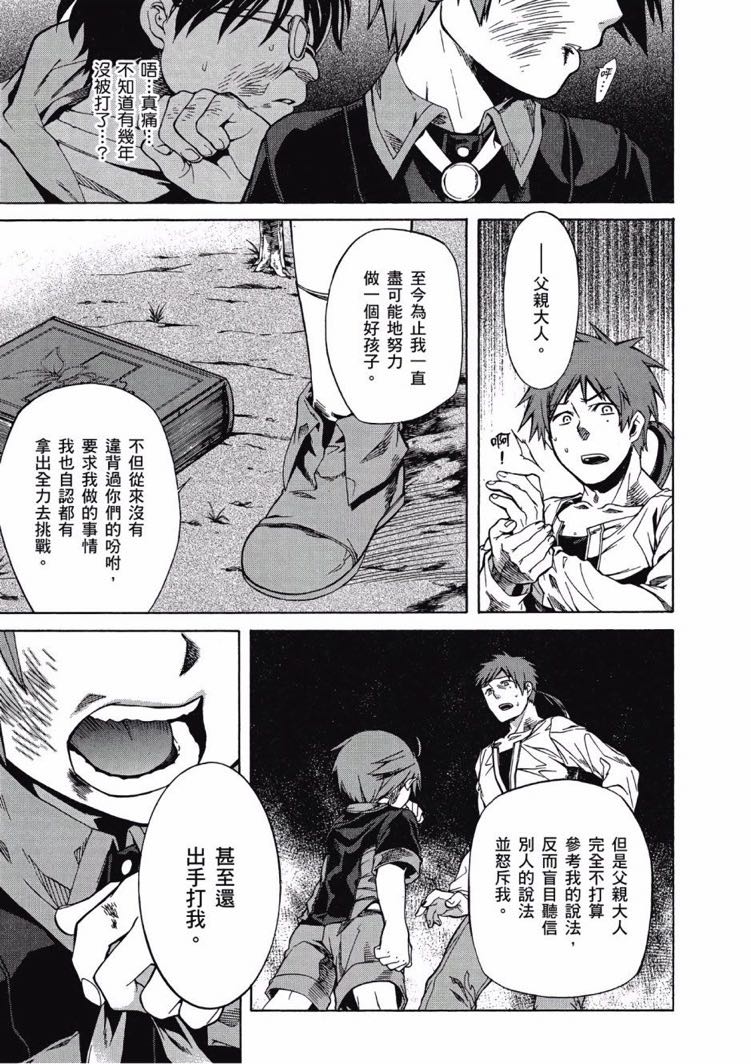 呼…
唔…真痛…
不知道有幾年
沒被打了…？
——父親大人。
啊！
至今為止我一直
盡可能地努力
做一個好孩子。
不但從來沒有
違背過你們的吩咐，
要求我做的事情
我也自認都有
拿出全力去挑戰。
但是父親大人
完全不打算
參考我的說法，
反而盲目聽信
別人的說法
並怒斥我。
甚至還
出手打我。